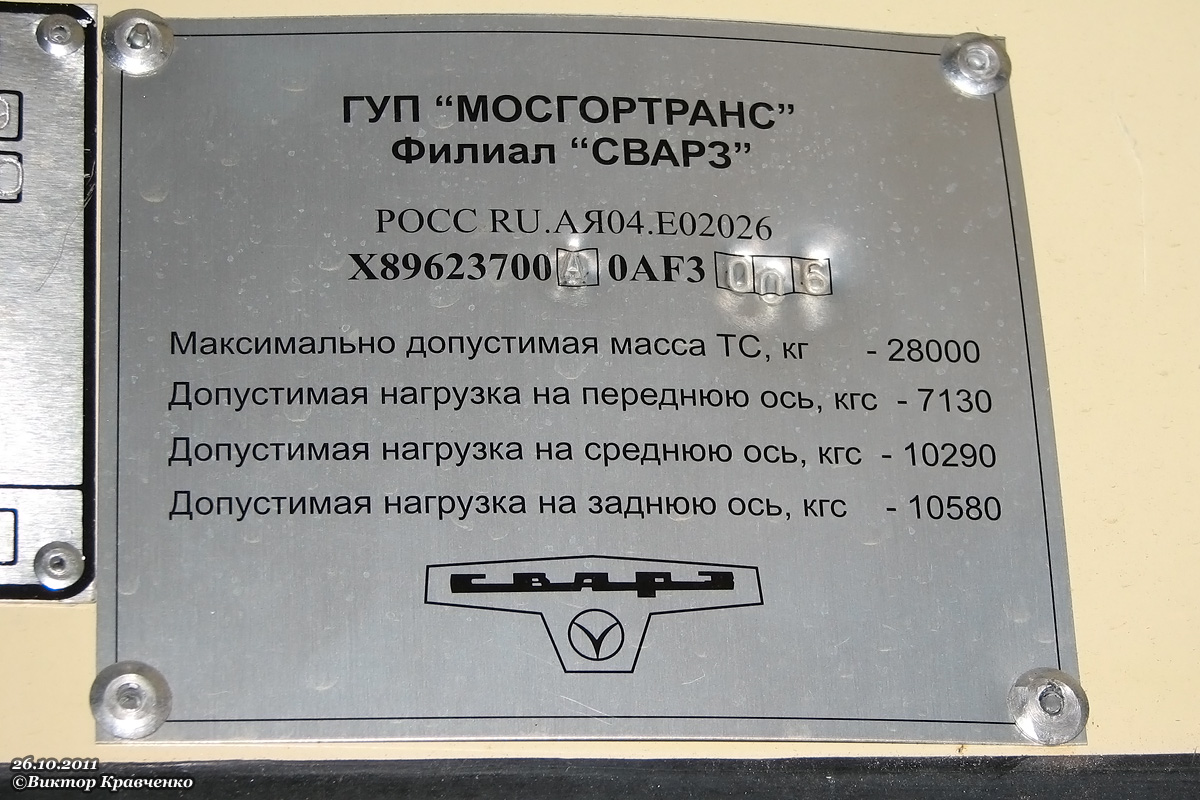 ГУП “МОСГОРТРАНС”
Филиал “СВАРЗ”
РОСС RU.АЯ04.Е02026
X89623700A0AF3006
Максимально допустимая масса ТС, кг - 28000
Допустимая нагрузка на переднюю ось, кгс - 7130
Допустимая нагрузка на среднюю ось, кгс - 10290
Допустимая нагрузка на заднюю ось, кгс - 10580
СВАРЗ
26.10.2011
©Виктор Кравченко